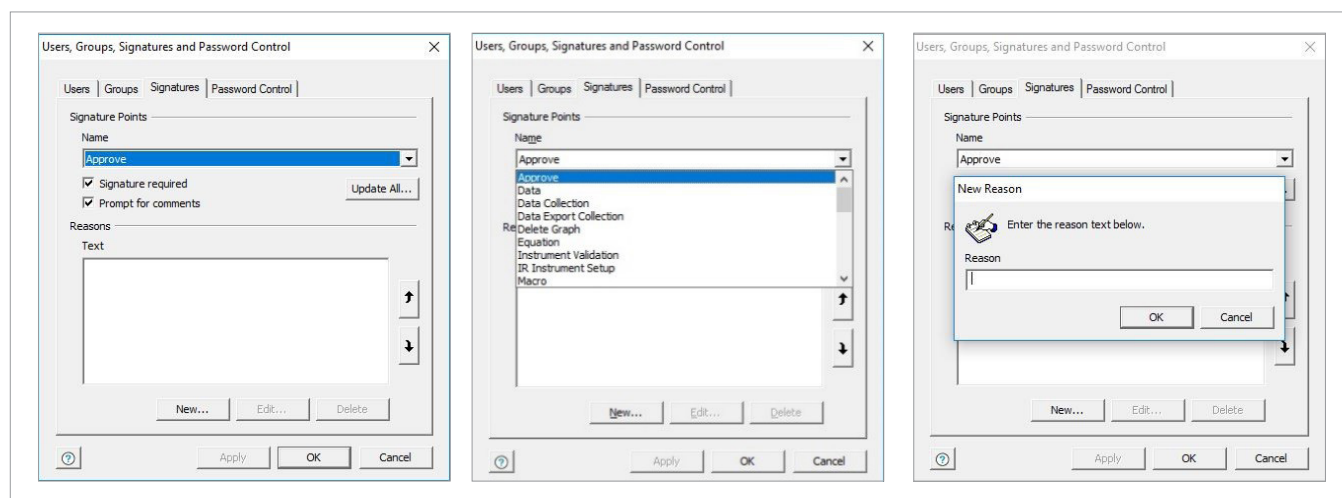 Users, Groups, Signatures and Password Control
Users Groups Signatures Password Control
Signature Points
Name
Approve
Signature required
Update All...
Prompt for comments
Reasons
Text
New... Edit... Delete
Apply OK Cancel
Users, Groups, Signatures and Password Control
Users Groups Signatures Password Control
Signature Points
Name
Approve
Approve
Data
Data Collection
Data Export Collection
Re Delete Graph
Equation
Instrument Validation
IR Instrument Setup
Macro
New... Edit... Delete
Apply OK Cancel
Users, Groups, Signatures and Password Control
Users Groups Signatures Password Control
Signature Points
Name
Approve
New Reason
Re
Enter the reason text below.
Reason
OK Cancel
New... Edit... Delete
Apply OK Cancel